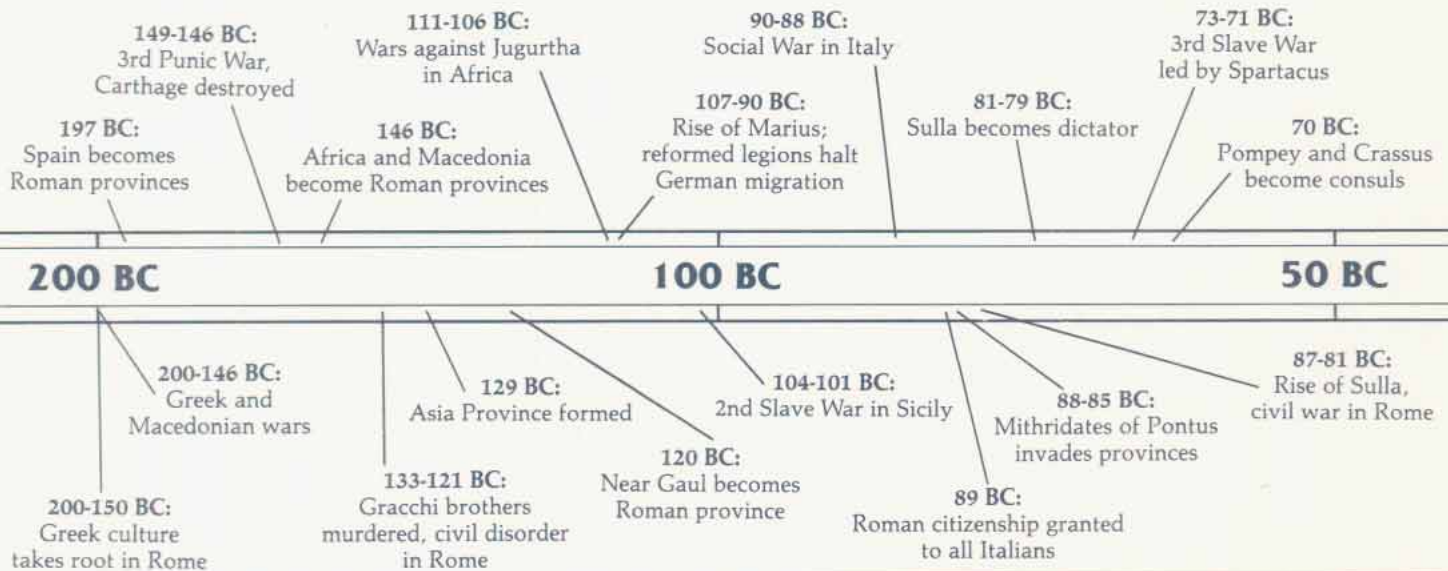 149-146 BC:
3rd Punic War,
Carthage destroyed
111-106 BC:
Wars against Jugurtha
in Africa
90-88 BC:
Social War in Italy
73-71 BC:
3rd Slave War
led by Spartacus
197 BC:
Spain becomes
Roman provinces
146 BC:
Africa and Macedonia
become Roman provinces
107-90 BC:
Rise of Marius;
reformed legions halt
German migration
81-79 BC:
Sulla becomes dictator
70 BC:
Pompey and Crassus
become consuls
200 BC
100 BC
50 BC
200-146 BC:
Greek and
Macedonian wars
129 BC:
Asia Province formed
104-101 BC:
2nd Slave War in Sicily
88-85 BC:
Mithridates of Pontus
invades provinces
87-81 BC:
Rise of Sulla,
civil war in Rome
200-150 BC:
Greek culture
takes root in Rome
133-121 BC:
Gracchi brothers
murdered, civil disorder
in Rome
120 BC:
Near Gaul becomes
Roman province
89 BC:
Roman citizenship granted
to all Italians